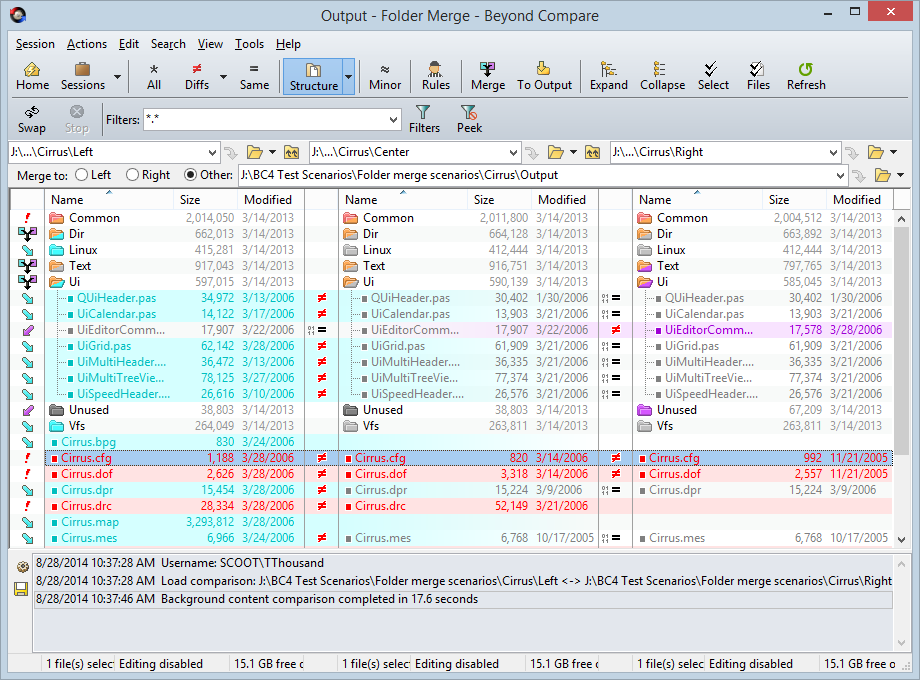 Output - Folder Merge - Beyond Compare
Session Actions Edit Search View Tools Help
Home Sessions All Diffs Same Structure Minor Rules Merge To Output Expand Collapse Select Files Refresh
Swap Stop Filters: *.* Filters Peek
J:\...\Cirrus\Left J:\...\Cirrus\Center J:\...\Cirrus\Right
Merge to: Left Right Other: J:\BC4 Test Scenarios\Folder merge scenarios\Cirrus\Output
Name Size Modified Name Size Modified Name Size Modified
Common 2,014,050 3/14/2013 Common 2,011,800 3/14/2013 Common 2,004,512 3/14/2013
Dir 662,013 3/14/2013 Dir 664,128 3/14/2013 Dir 663,892 3/14/2013
Linux 415,281 3/14/2013 Linux 412,444 3/14/2013 Linux 412,444 3/14/2013
Text 917,043 3/14/2013 Text 916,751 3/14/2013 Text 797,765 3/14/2013
Ui 597,015 3/14/2013 Ui 590,139 3/14/2013 Ui 585,045 3/14/2013
QUiHeader.pas 34,972 3/13/2006 QUiHeader.pas 30,402 1/30/2006 QUiHeader.pas 30,402 1/30/2006
UiCalendar.pas 14,122 3/17/2006 UiCalendar.pas 13,903 3/21/2006 UiCalendar.pas 13,903 3/21/2006
UiEditorComm... 17,907 3/22/2006 UiEditorComm... 17,907 3/22/2006 UiEditorComm... 17,578 3/28/2006
UiGrid.pas 62,142 3/28/2006 UiGrid.pas 61,909 3/21/2006 UiGrid.pas 61,909 3/21/2006
UiMultiHeader.... 36,472 3/13/2006 UiMultiHeader.... 36,335 3/21/2006 UiMultiHeader.... 36,335 3/21/2006
UiMultiTreeVie... 78,125 3/27/2006 UiMultiTreeVie... 77,374 3/21/2006 UiMultiTreeVie... 77,374 3/21/2006
UiSpeedHeader.... 26,616 3/10/2006 UiSpeedHeader.... 26,576 3/21/2006 UiSpeedHeader.... 26,576 3/21/2006
Unused 38,803 3/14/2013 Unused 38,803 3/14/2013 Unused 67,209 3/14/2013
Vfs 264,049 3/14/2013 Vfs 263,811 3/14/2013 Vfs 263,811 3/14/2013
Cirrus.bpg 830 3/24/2006
Cirrus.cfg 1,188 3/28/2006 Cirrus.cfg 820 3/14/2006 Cirrus.cfg 992 11/21/2005
Cirrus.dof 2,626 3/28/2006 Cirrus.dof 3,318 3/14/2006 Cirrus.dof 2,557 11/21/2005
Cirrus.dpr 15,454 3/28/2006 Cirrus.dpr 15,224 3/9/2006 Cirrus.dpr 15,224 3/9/2006
Cirrus.drc 28,334 3/28/2006 Cirrus.drc 52,149 3/21/2006
Cirrus.map 3,293,812 3/28/2006
Cirrus.mes 6,966 3/24/2006 Cirrus.mes 6,768 10/17/2005 Cirrus.mes 6,768 10/17/2005
8/28/2014 10:37:28 AM Username: SCOOT\TThousand
8/28/2014 10:37:28 AM Load comparison: J:\BC4 Test Scenarios\Folder merge scenarios\Cirrus\Left <-> J:\BC4 Test Scenarios\Folder merge scenarios\Cirrus\Right
8/28/2014 10:37:46 AM Background content comparison completed in 17.6 seconds
1 file(s) selec Editing disabled 15.1 GB free o 1 file(s) selec Editing disabled 15.1 GB free o 1 file(s) selec Editing disabled 15.1 GB free o